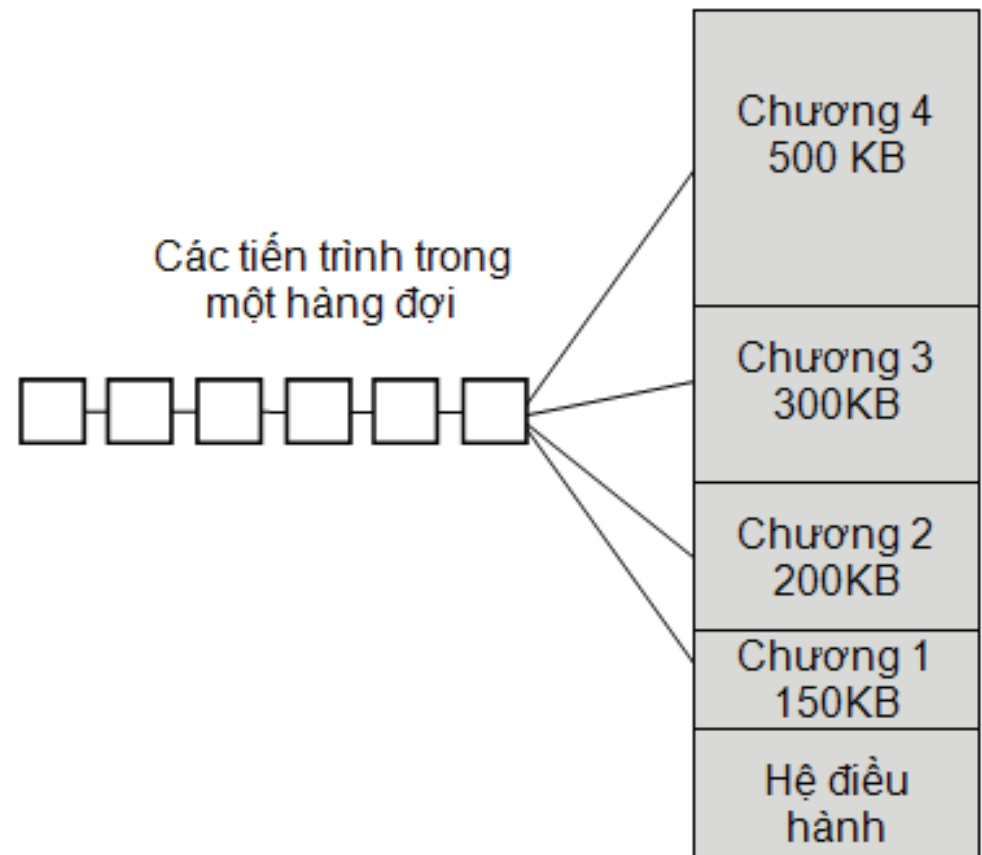 Các tiến trình trong
một hàng đợi
Chương 4
500 KB
Chương 3
300KB
Chương 2
200KB
Chương 1
150KB
Hệ điều
hành